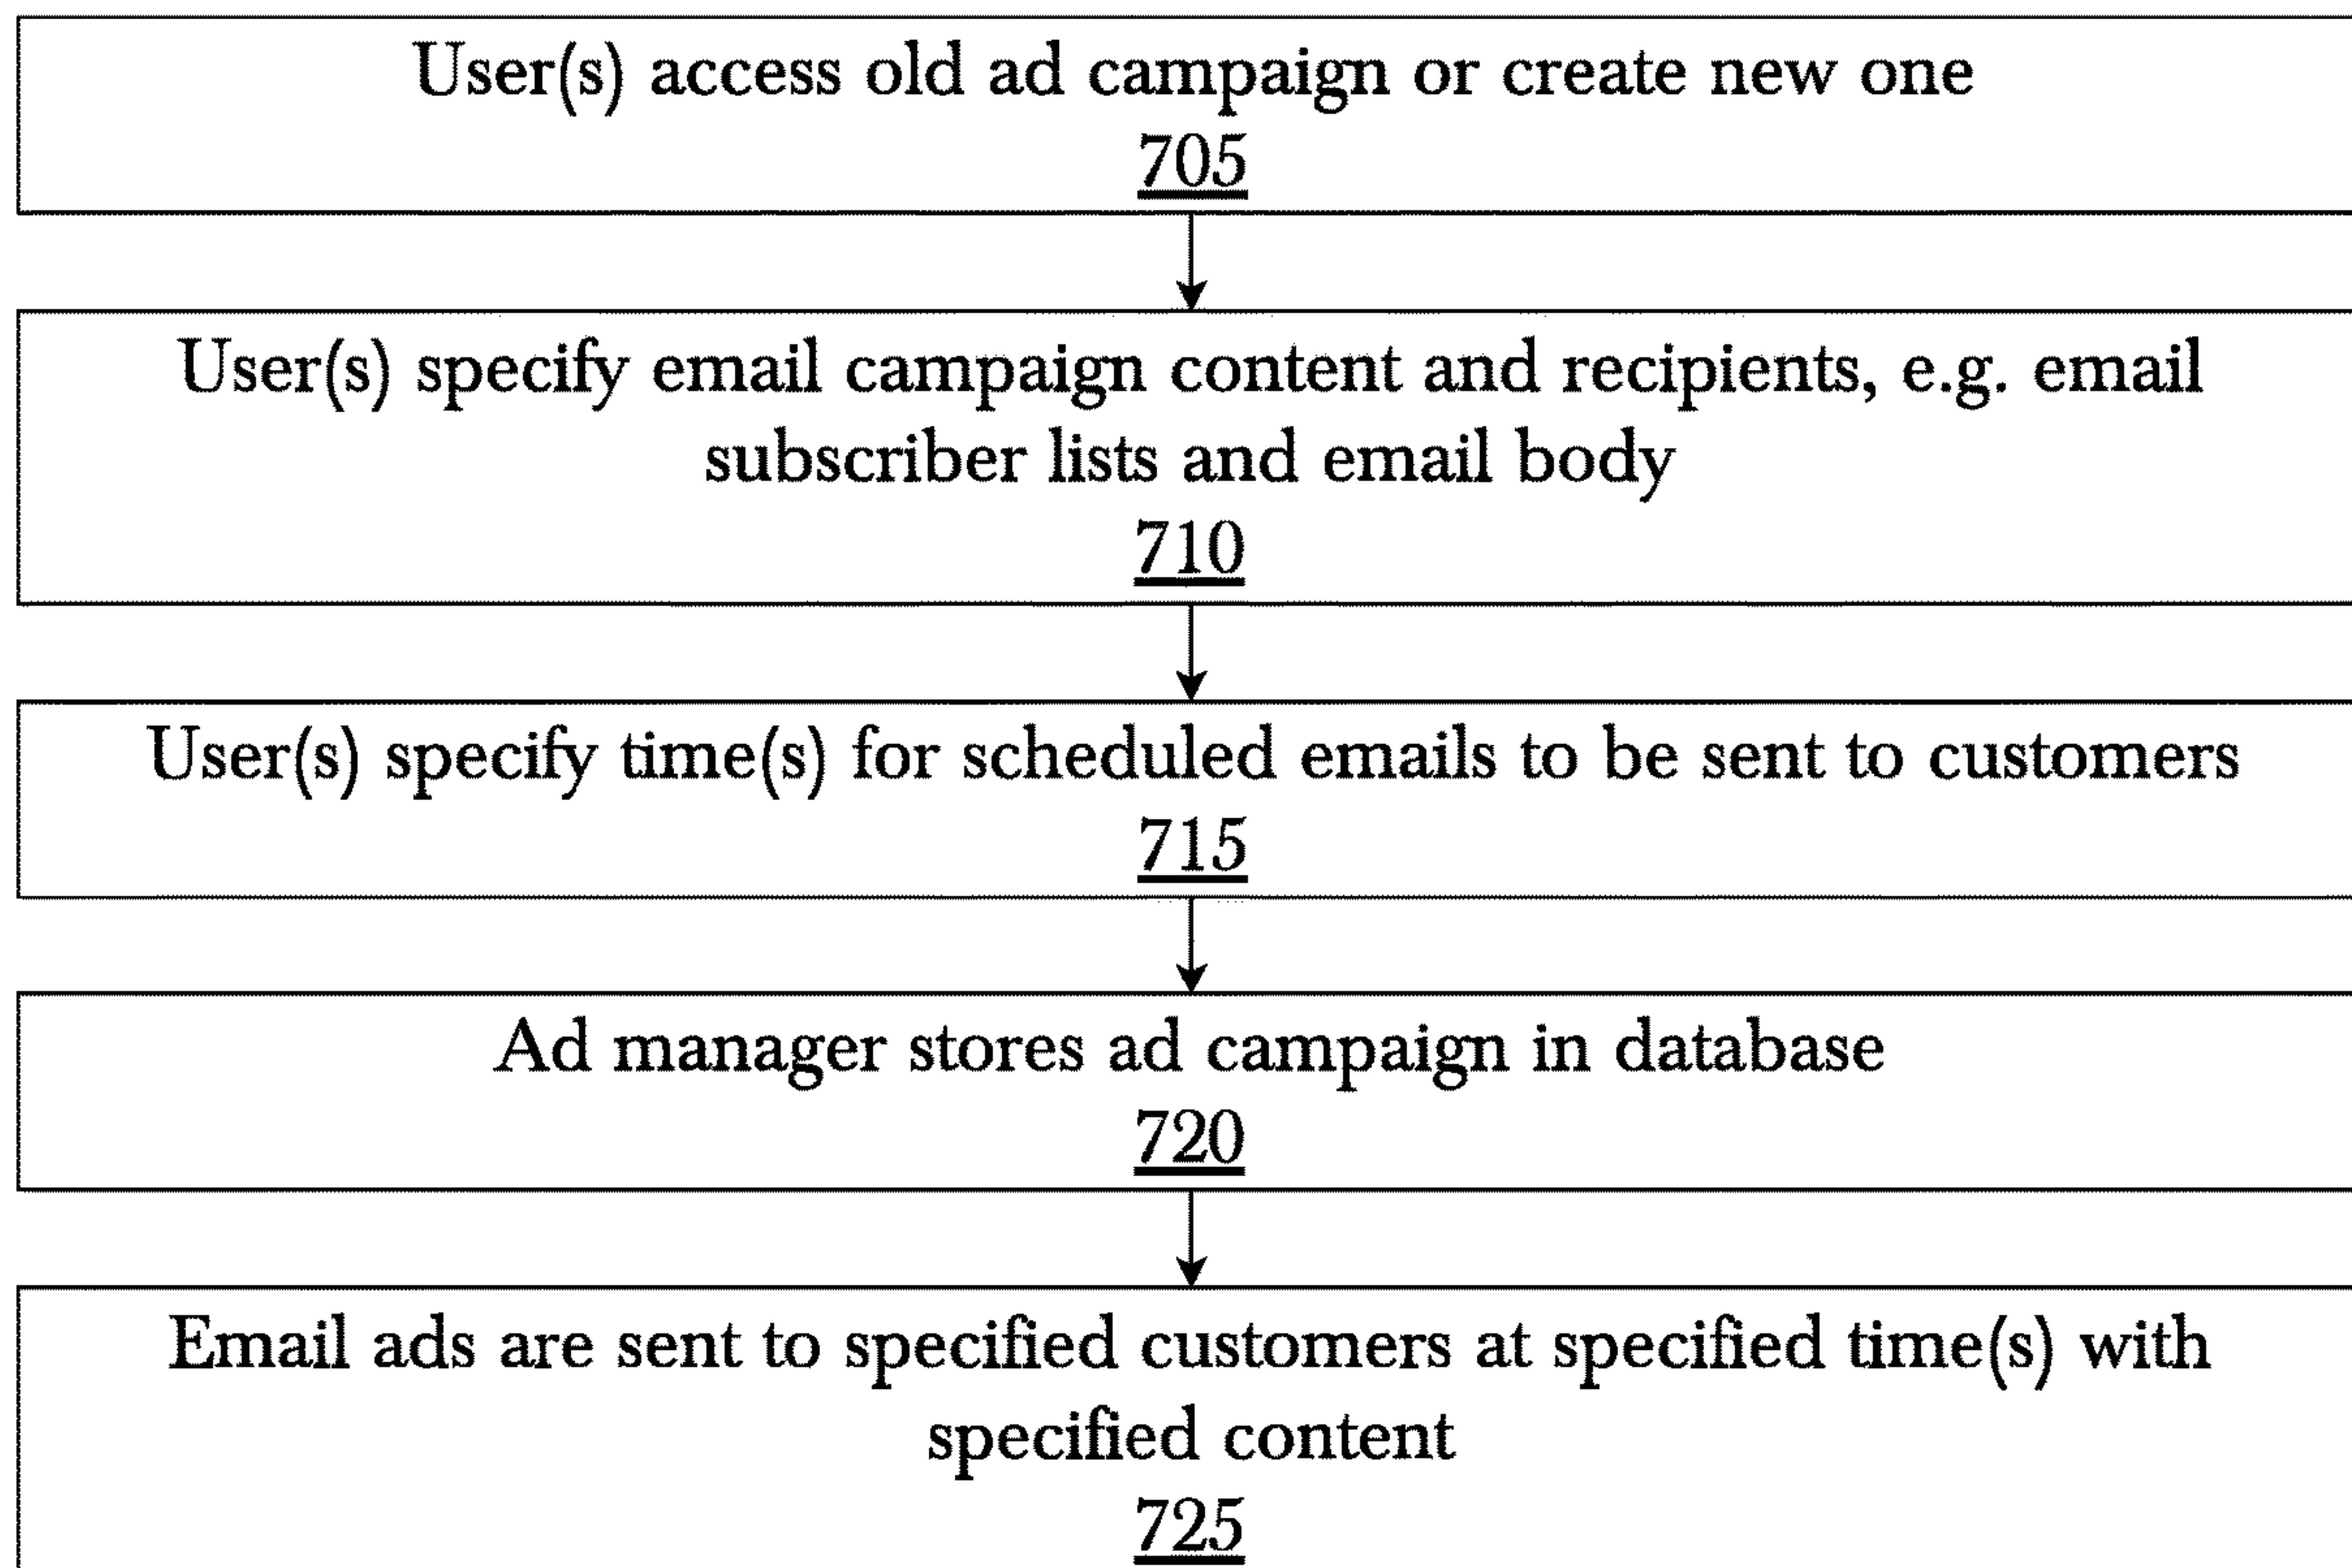 User(s) access old ad campaign or create new one
705
User(s) specify email campaign content and recipients, e.g. email
subscriber lists and email body
710
User(s) specify time(s) for scheduled emails to be sent to customers
715
Ad manager stores ad campaign in database
720
Email ads are sent to specified customers at specified time(s) with
specified content
725